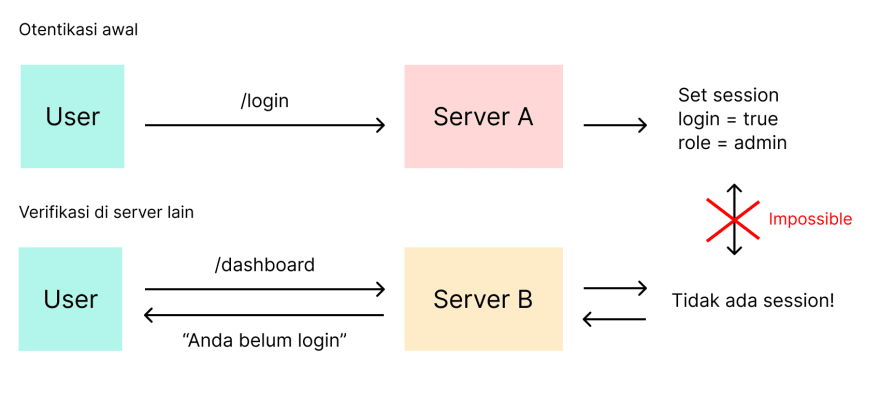 Otentikasi awal
User
/login
Server A
Set session
login = true
role = admin
Verifikasi di server lain
Impossible
User
/dashboard
“Anda belum login”
Server B
Tidak ada session!